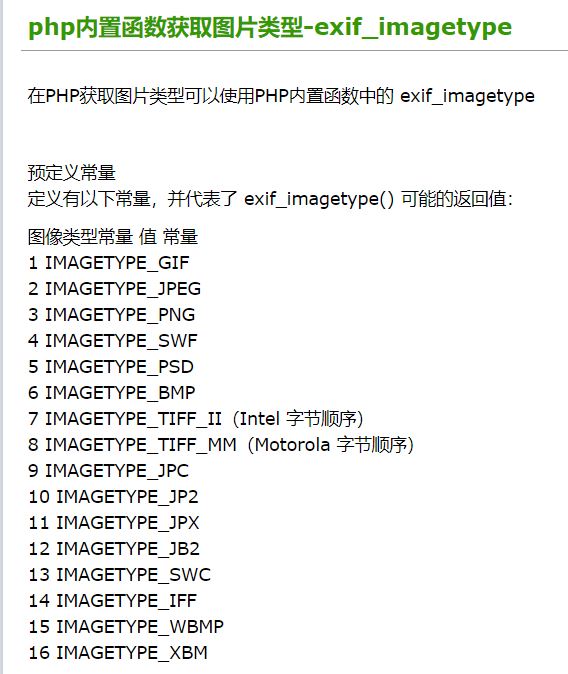 php内置函数获取图片类型-exif_imagetype
在PHP获取图片类型可以使用PHP内置函数中的 exif_imagetype
预定义常量
定义有以下常量，并代表了 exif_imagetype() 可能的返回值：
图像类型常量 值 常量
1 IMAGETYPE_GIF
2 IMAGETYPE_JPEG
3 IMAGETYPE_PNG
4 IMAGETYPE_SWF
5 IMAGETYPE_PSD
6 IMAGETYPE_BMP
7 IMAGETYPE_TIFF_II（Intel 字节顺序）
8 IMAGETYPE_TIFF_MM（Motorola 字节顺序）
9 IMAGETYPE_JPC
10 IMAGETYPE_JP2
11 IMAGETYPE_JPX
12 IMAGETYPE_JB2
13 IMAGETYPE_SWC
14 IMAGETYPE_IFF
15 IMAGETYPE_WBMP
16 IMAGETYPE_XBM